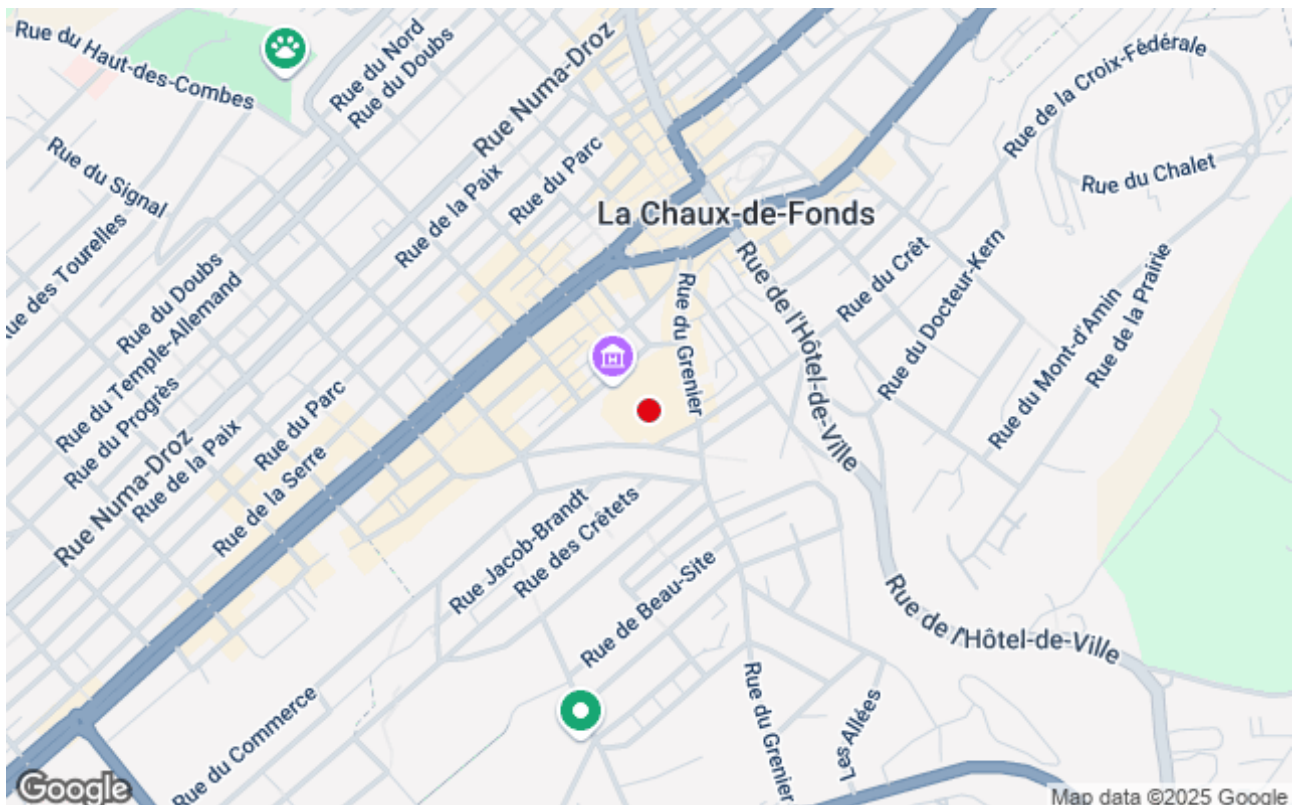 Rue du Haut-des-Combes
Rue du Nord
Rue du Doubs
Rue Numa-Droz
Rue de la Croix-Fédérale
Rue du Signal
Rue du Parc
Rue de la Paix
Rue du Chalet
La Chaux-de-Fonds
Rue des Tourelles
Rue du Doubs
Rue du Temple-Allemand
Rue du Progrès
Rue du Grenier
Rue de l'Hôtel-de-Ville
Rue du Crêt
Rue du Docteur-Kern
Rue du Mont-d'Amin
Rue de la Prairie
Rue du Parc
Rue de la Paix
Rue Numa-Droz
Rue de la Serre
Rue Jacob-Brandt
Rue des Crêtets
Rue de Beau-Site
Rue de l'Hôtel-de-Ville
Rue du Commerce
Rue du Grenier
Les Allées
Google
Map data ©2025 Google